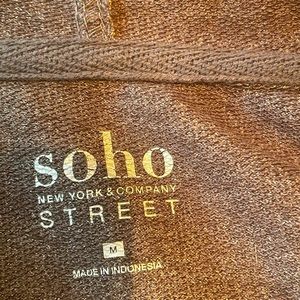 soho
NEW YORK & COMPANY
STREET
M
MADE IN INDONESIA